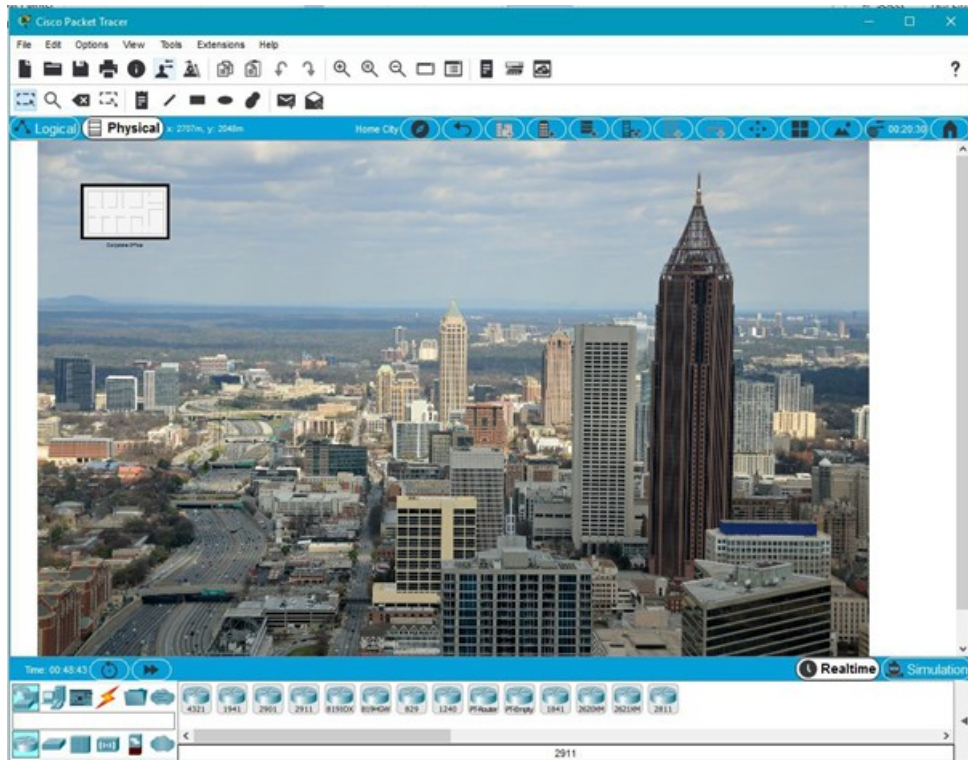 Cisco Packet Tracer
File Edit Options View Tools Extensions Help
?
Logical Physical x: 2707m, y: 2048m Home City 00:20:30
Corporate Office
Time: 00:48:43 Realtime Simulation
4321 1941 2901 2911 819IOX 819HGW 829 1240 PT-Router PT-Empty 1841 2620XM 2621XM 2811
2911